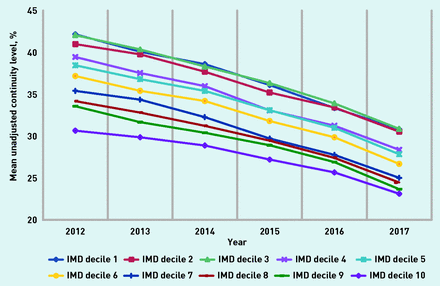 45
40
35
30
25
20
Mean unadjusted continuity level, %
2012 2013 2014 2015 2016 2017
Year
IMD decile 1 IMD decile 2 IMD decile 3 IMD decile 4 IMD decile 5
IMD decile 6 IMD decile 7 IMD decile 8 IMD decile 9 IMD decile 10